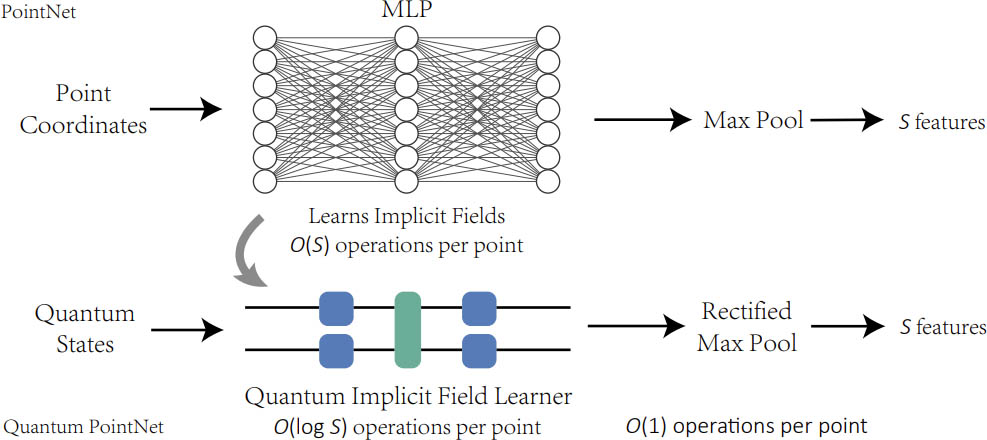 PointNet
MLP
Point
Coordinates
Max Pool
S features
Learns Implicit Fields
O(S) operations per point
Quantum
States
Rectified
Max Pool
S features
Quantum Implicit Field Learner
Quantum PointNet
O(log S) operations per point
O(1) operations per point